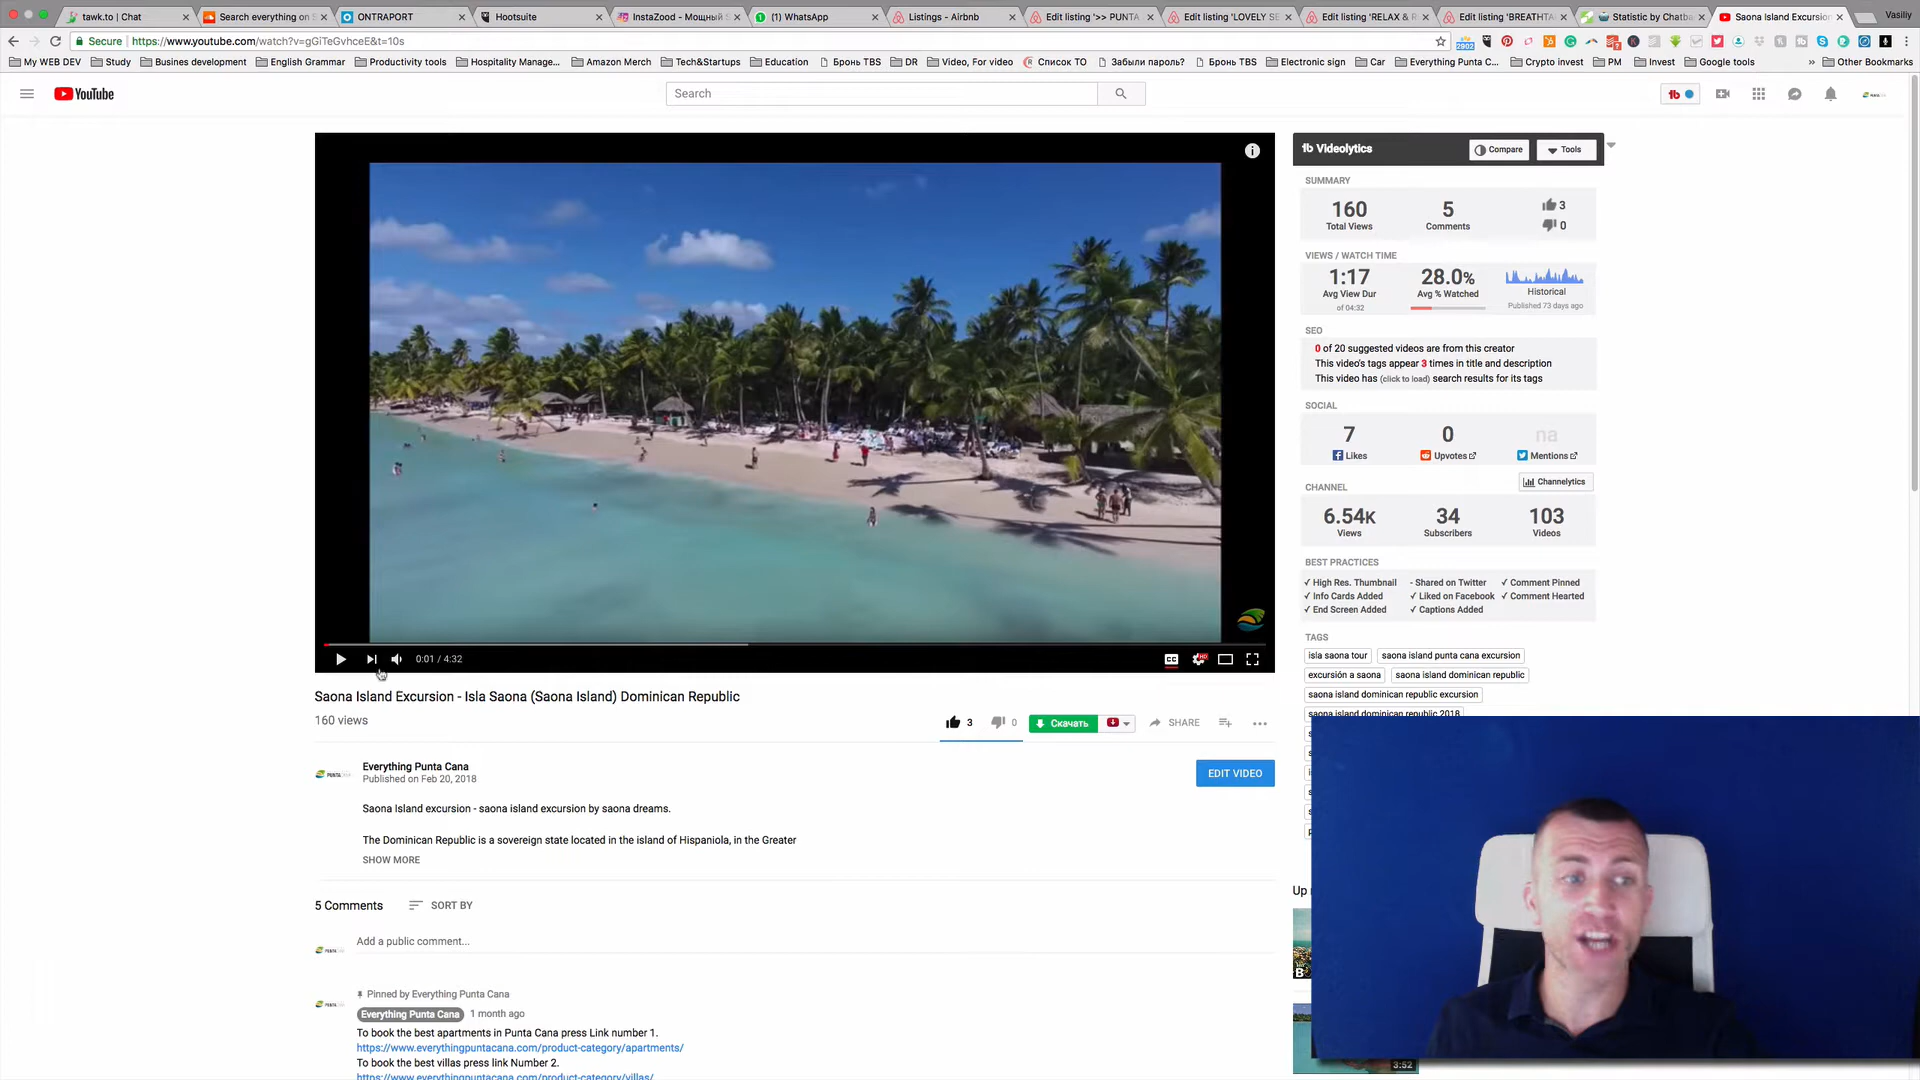 tawk.to | Chat
Search everything on S
ONTRAPORT
Hootsuite
InstaZood - Мощный
(1) WhatsApp
Listings - Airbnb
Edit listing '>> PUNTA
Edit listing 'LOVELY SE
Edit listing 'RELAX & R
Edit listing 'BREATHTA
Statistic by Chatba
Saona Island Excursion
Vasiliy
Secure https://www.youtube.com/watch?v=gGiTeGvhceE&t=10s
My WEB DEV Study Busines development English Grammar Productivity tools Hospitality Manage... Amazon Merch Tech&Startups Education Бронь TBS DR Video, For video Список ТО Забыли пароль? Бронь TBS Electronic sign Car Everything Punta C... Crypto invest PM Invest Google tools » Other Bookmarks
YouTube
Search
Videolytics
Compare
Tools
SUMMARY
160 5 3
Total Views Comments 0
VIEWS / WATCH TIME
1:17 28.0%
Avg View Dur Avg % Watched Historical
of 04:32 Published 73 days ago
SEO
0 of 20 suggested videos are from this creator
This video's tags appear 3 times in title and description
This video has (click to load) search results for its tags
SOCIAL
7 0 na
Likes Upvotes Mentions
CHANNEL Channelytics
6.54K 34 103
Views Subscribers Videos
BEST PRACTICES
✓ High Res. Thumbnail - Shared on Twitter ✓ Comment Pinned
✓ Info Cards Added ✓ Liked on Facebook ✓ Comment Hearted
✓ End Screen Added ✓ Captions Added
TAGS
isla saona tour saona island punta cana excursion
excursión a saona saona island dominican republic
saona island dominican republic excursion
saona island dominican republic 2018
0:01 / 4:32
CC
HD
Saona Island Excursion - Isla Saona (Saona Island) Dominican Republic
160 views
3 0 Скачать SHARE
Everything Punta Cana
Published on Feb 20, 2018
EDIT VIDEO
Saona Island excursion - saona island excursion by saona dreams.
The Dominican Republic is a sovereign state located in the island of Hispaniola, in the Greater
SHOW MORE
5 Comments SORT BY
Add a public comment...
Pinned by Everything Punta Cana
Everything Punta Cana 1 month ago
To book the best apartments in Punta Cana press Link number 1.
https://www.everythingpuntacana.com/product-category/apartments/
To book the best villas press link Number 2.
https://www.everythingpuntacana.com/product-category/villas/
Up
3:52